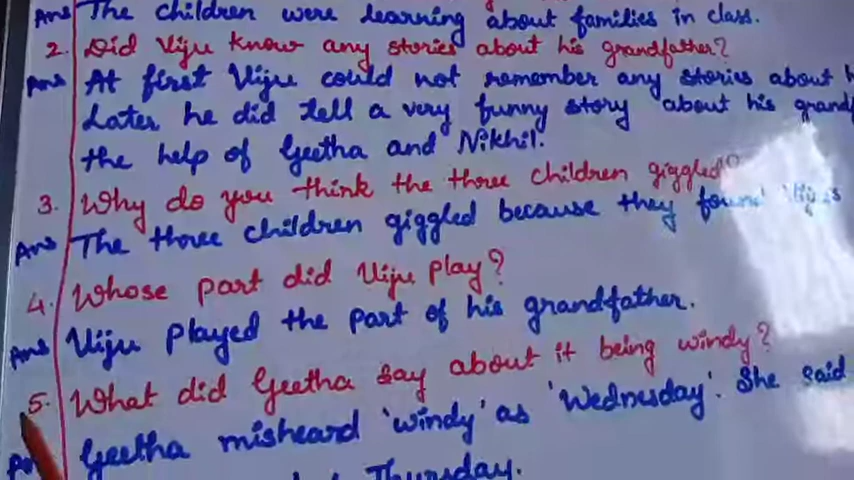 Ans The children were learning about families in class.
2. Did Viju know any stories about his grandfather?
Ans At first Viju could not remember any stories about
Later he did tell a very funny story about his
the help of Geetha and Nikhil.
3. Why do you think the three children giggled?
Ans The three children giggled because they found
4. Whose part did Viju play?
Ans Viju played the part of his grandfather.
5. What did Geetha say about it being windy?
Geetha misheard 'windy' as 'Wednesday'. She said
Thursday.